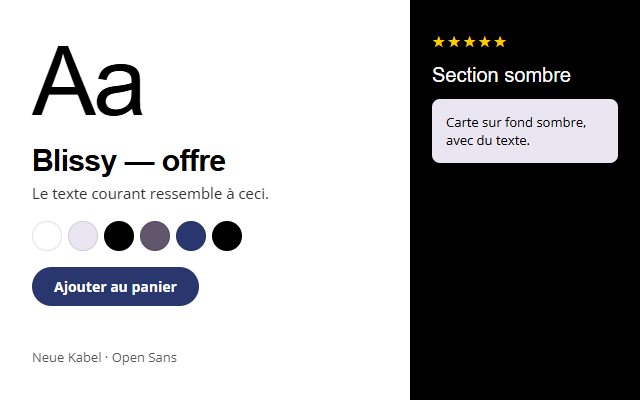 Aa
Blissy — offre
Le texte courant ressemble à ceci.
Ajouter au panier
Neue Kabel · Open Sans
★★★★★
Section sombre
Carte sur fond sombre,
avec du texte.